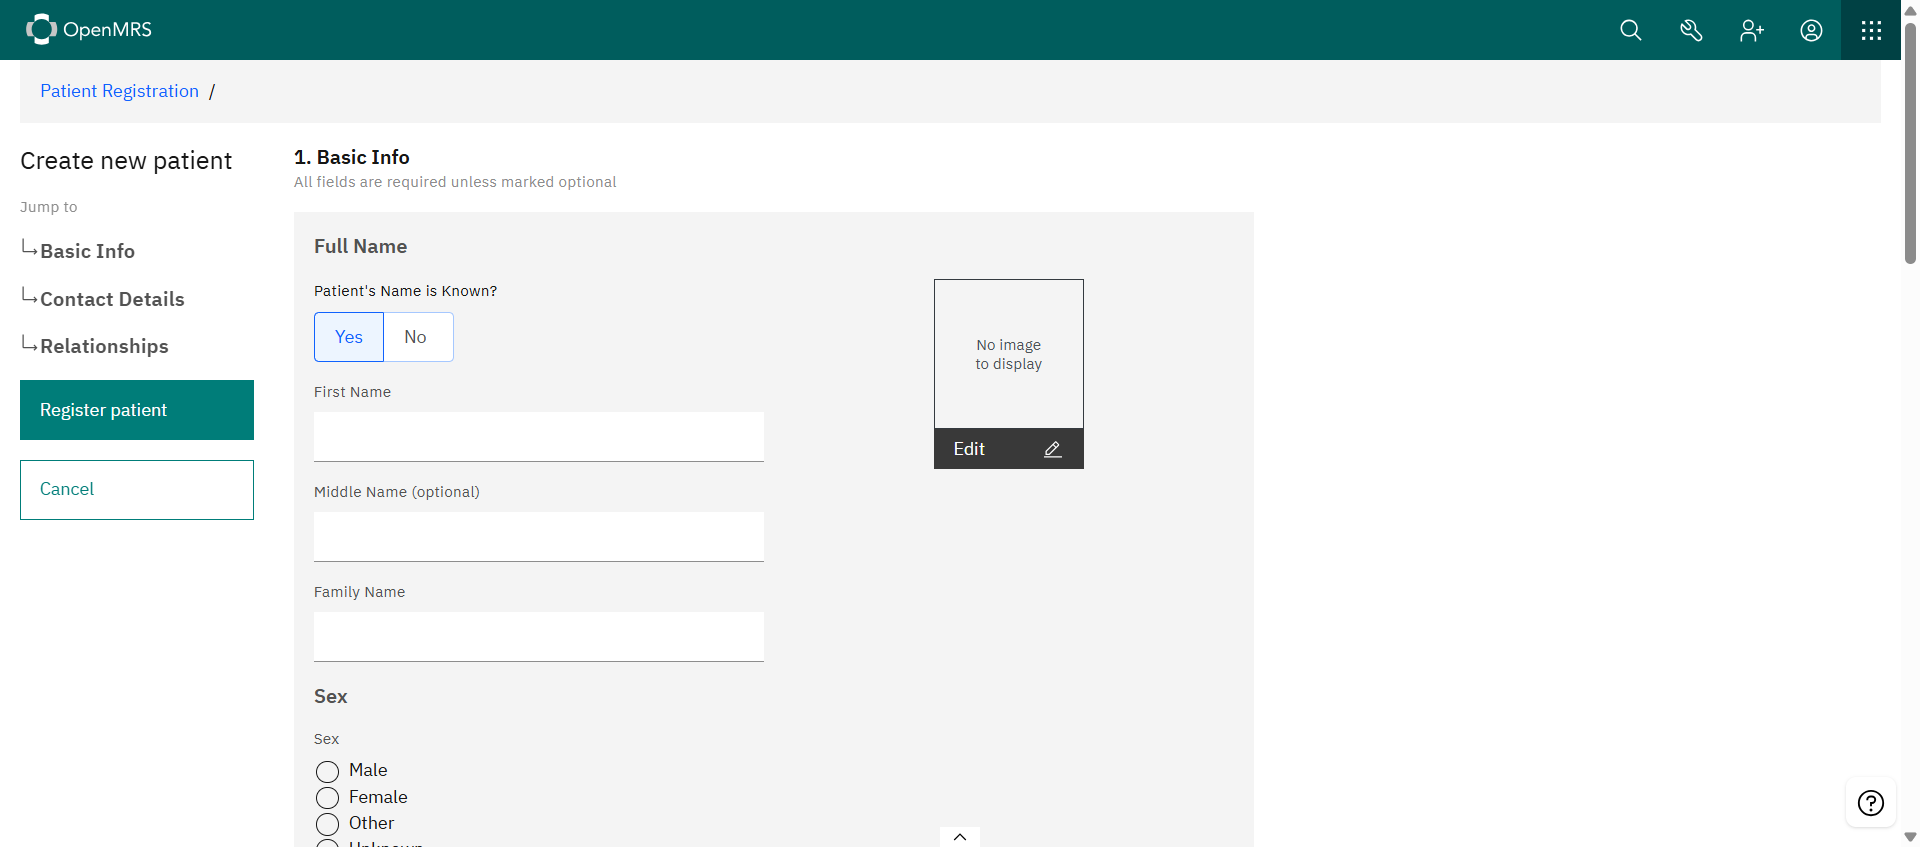 OpenMRS
Patient Registration /
Create new patient
Jump to
Basic Info
Contact Details
Relationships
Register patient
Cancel
1. Basic Info
All fields are required unless marked optional
Full Name
Patient's Name is Known?
Yes No
First Name
Middle Name (optional)
Family Name
No image
to display
Edit
Sex
Sex
Male
Female
Other
Unknown